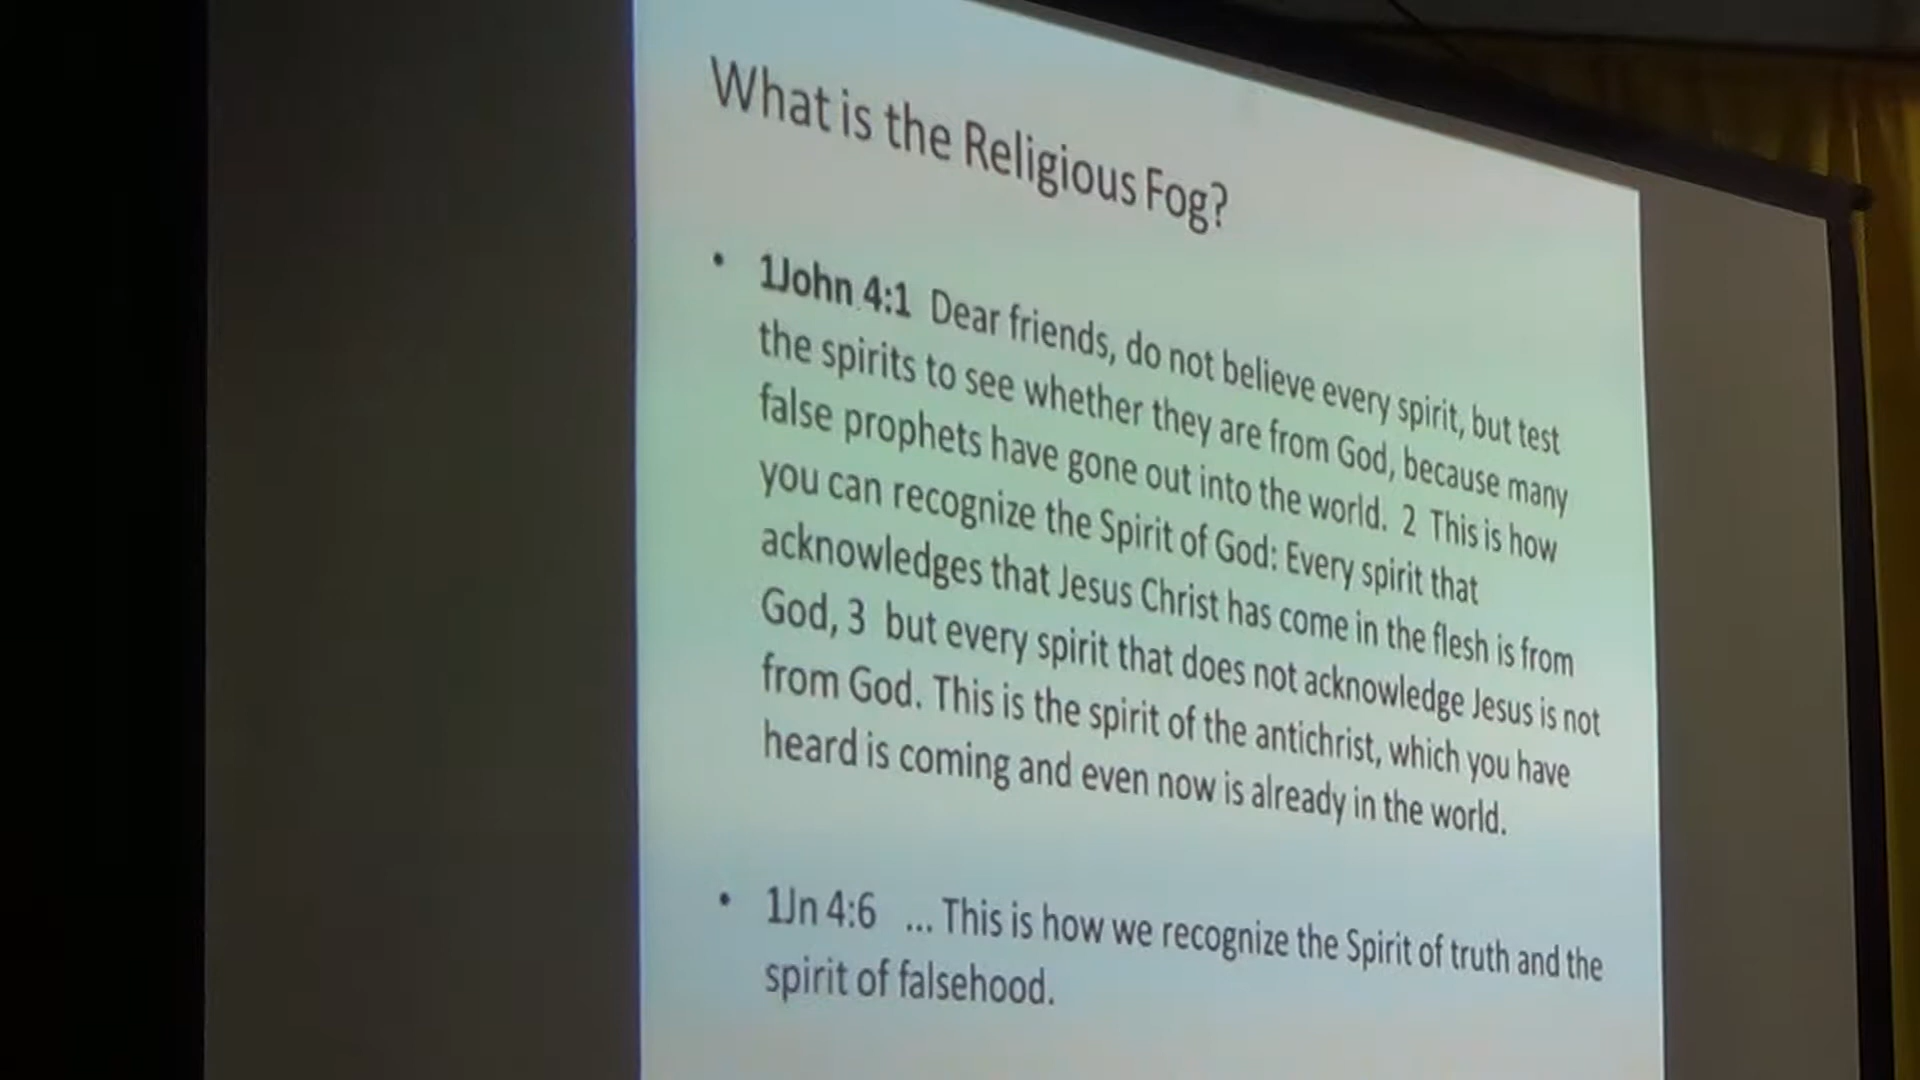 What is the Religious Fog?
• 1John 4:1 Dear friends, do not believe every spirit, but test
the spirits to see whether they are from God, because many
false prophets have gone out into the world. 2 This is how
you can recognize the Spirit of God: Every spirit that
acknowledges that Jesus Christ has come in the flesh is from
God, 3 but every spirit that does not acknowledge Jesus is not
from God. This is the spirit of the antichrist, which you have
heard is coming and even now is already in the world.
• 1Jn 4:6 ... This is how we recognize the Spirit of truth and the
spirit of falsehood.